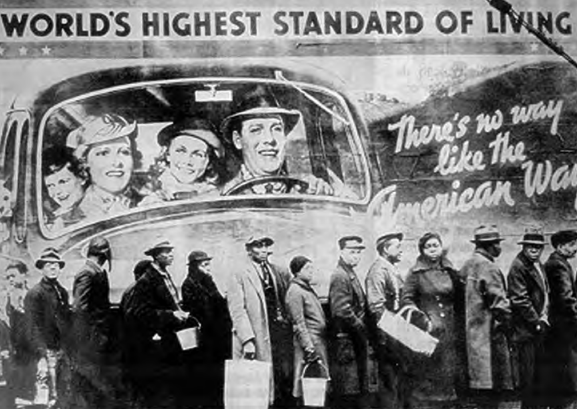 WORLD'S HIGHEST STANDARD OF LIVING
There's no way
like the
American Way